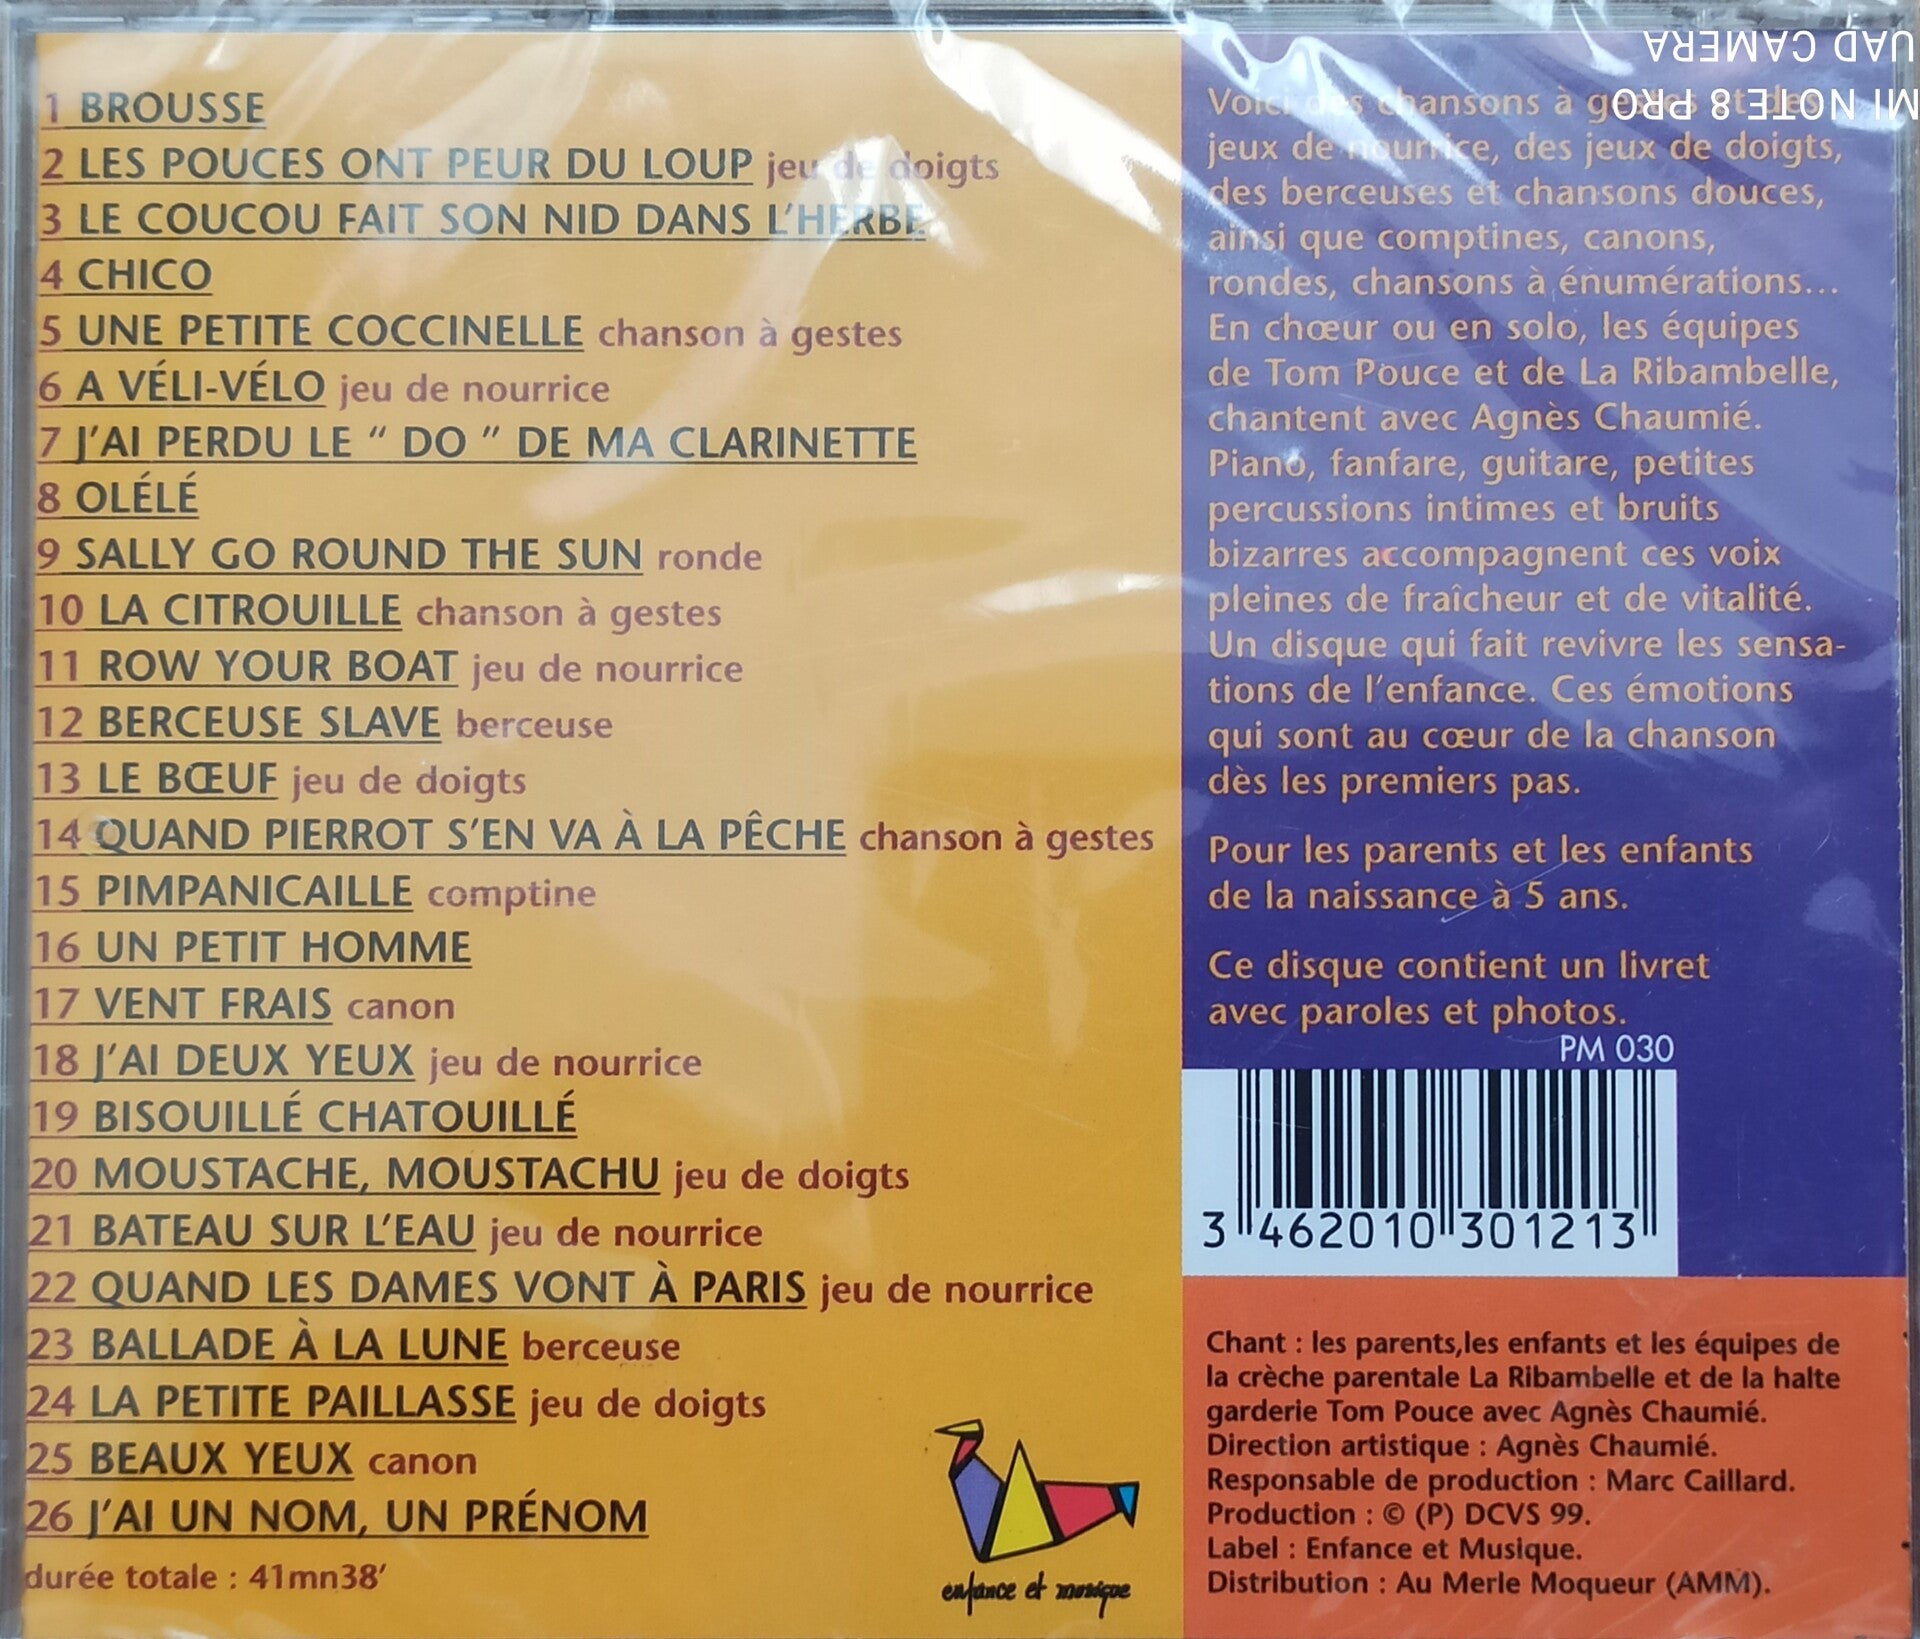 1 BROUSSE
2 LES POUCES ONT PEUR DU LOUP jeu de doigts
3 LE COUCOU FAIT SON NID DANS L'HERBE
4 CHICO
5 UNE PETITE COCCINELLE chanson à gestes
6 A VÉLI-VÉLO jeu de nourrice
7 J'AI PERDU LE “ DO ” DE MA CLARINETTE
8 OLÉLÉ
9 SALLY GO ROUND THE SUN ronde
10 LA CITROUILLE chanson à gestes
11 ROW YOUR BOAT jeu de nourrice
12 BERCEUSE SLAVE berceuse
13 LE BŒUF jeu de doigts
14 QUAND PIERROT S'EN VA À LA PÊCHE chanson à gestes
15 PIMPANICAILLE comptine
16 UN PETIT HOMME
17 VENT FRAIS canon
18 J'AI DEUX YEUX jeu de nourrice
19 BISOUILLÉ CHATOUILLÉ
20 MOUSTACHE, MOUSTACHU jeu de doigts
21 BATEAU SUR L'EAU jeu de nourrice
22 QUAND LES DAMES VONT À PARIS jeu de nourrice
23 BALLADE À LA LUNE berceuse
24 LA PETITE PAILLASSE jeu de doigts
25 BEAUX YEUX canon
26 J'AI UN NOM, UN PRÉNOM
durée totale : 41mn38'
enfance et musique
Voici des chansons à gestes et des
jeux de nourrice, des jeux de doigts,
des berceuses et chansons douces,
ainsi que comptines, canons,
rondes, chansons à énumérations...
En chœur ou en solo, les équipes
de Tom Pouce et de La Ribambelle,
chantent avec Agnès Chaumié.
Piano, fanfare, guitare, petites
percussions intimes et bruits
bizarres accompagnent ces voix
pleines de fraîcheur et de vitalité.
Un disque qui fait revivre les sensa-
tions de l'enfance. Ces émotions
qui sont au cœur de la chanson
dès les premiers pas.
Pour les parents et les enfants
de la naissance à 5 ans.
Ce disque contient un livret
avec paroles et photos.
PM 030
3 462010 301213
Chant : les parents,les enfants et les équipes de
la crèche parentale La Ribambelle et de la halte
garderie Tom Pouce avec Agnès Chaumié.
Direction artistique : Agnès Chaumié.
Responsable de production : Marc Caillard.
Production : © (P) DCVS 99.
Label : Enfance et Musique.
Distribution : Au Merle Moqueur (AMM).
MI NOTE 8 PRO
UAD CAMERA